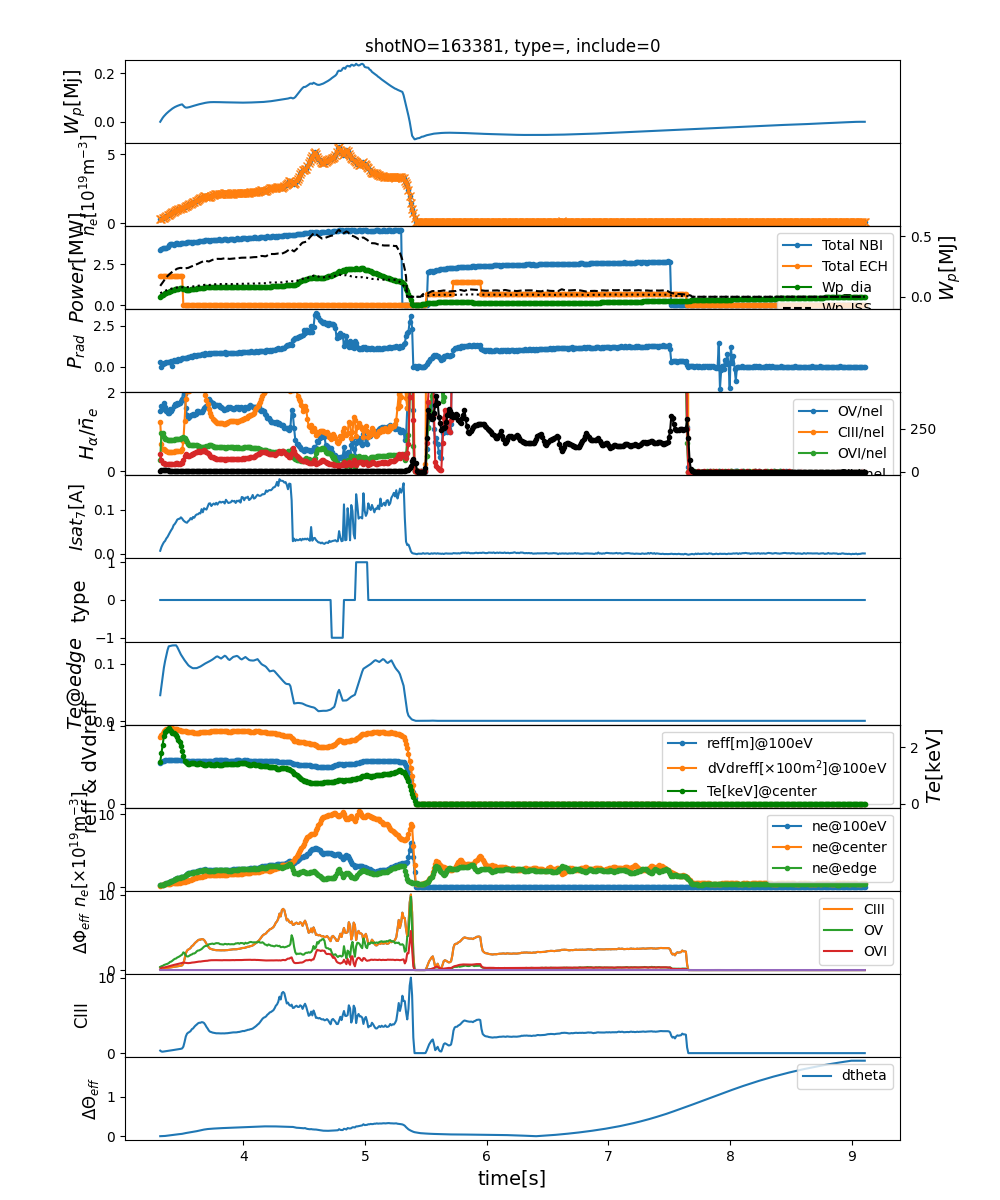 shotNO=163381, type=, include=0
W_p[MJ]
0.2
0.0
n_e[10^19 m^-3]
5
0
Power[MW]
2.5
0.0
Total NBI
Total ECH
Wp_dia
0.5
0.0
W_p[MJ]
P_rad
2.5
0.0
H_α/n̄_e
2
0
OV/nel
CIII/nel
OVI/nel
250
0
Isat_7[A]
0.1
0.0
type
1
0
−1
Te@edge
0.1
0.0
reff & dVdreff
1
0
reff[m]@100eV
dVdreff[×100m^2]@100eV
Te[keV]@center
2
0
Te[keV]
n_e[×10^19 m^-3]
10
0
ne@100eV
ne@center
ne@edge
ΔΦ_eff
10
0
CIII
OV
OVI
CIII
10
0
ΔΘ_eff
1
0
dtheta
4 5 6 7 8 9
time[s]